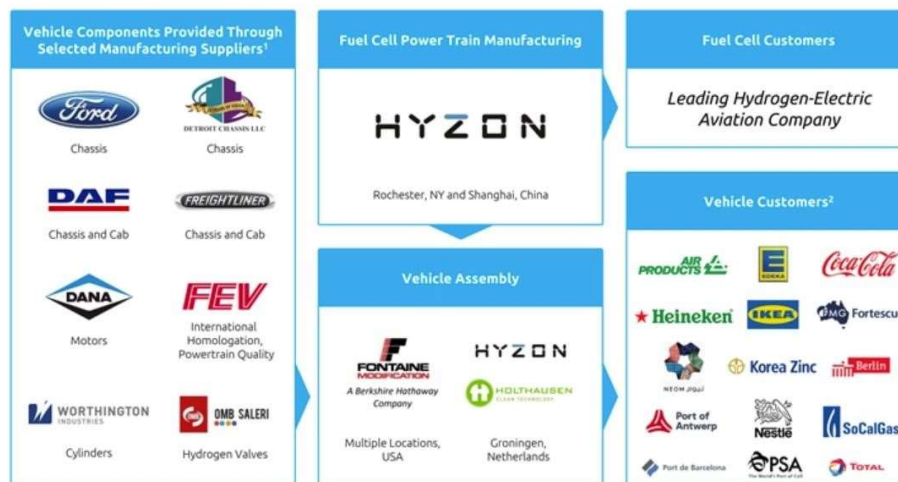 Vehicle Components Provided Through
Selected Manufacturing Suppliers¹
Ford
Chassis
DETROIT CHASSIS LLC
Chassis
DAF
Chassis and Cab
FREIGHTLINER
Chassis and Cab
DANA
Motors
FEV
International
Homologation,
Powertrain Quality
WORTHINGTON
INDUSTRIES
Cylinders
OMB SALERI
Hydrogen Valves
Fuel Cell Power Train Manufacturing
HYZON
Rochester, NY and Shanghai, China
Vehicle Assembly
FONTAINE
MODIFICATION
A Berkshire Hathaway
Company
Multiple Locations,
USA
HYZON
HOLTHAUSEN
CLEAN TECHNOLOGY
Groningen,
Netherlands
Fuel Cell Customers
Leading Hydrogen-Electric
Aviation Company
Vehicle Customers²
AIR
PRODUCTS
E
EDEKA
Coca-Cola
Heineken
IKEA
FMG Fortescu
NEOM نيوم
Korea Zinc
Berlin
Port of
Antwerp
Nestle
SoCalGas
Port de Barcelona
PSA
The World's Port of Call
TOTAL